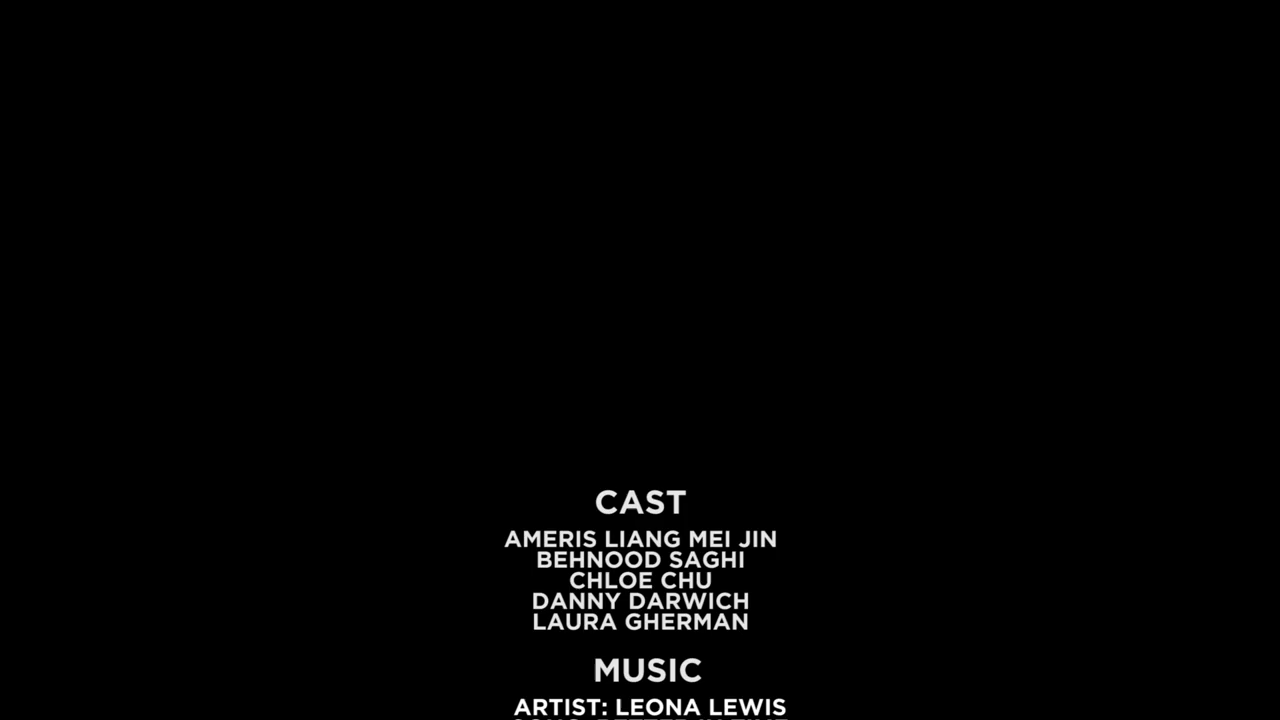 CAST
AMERIS LIANG MEI JIN
BEHNOOD SAGHI
CHLOE CHU
DANNY DARWICH
LAURA GHERMAN
MUSIC
ARTIST: LEONA LEWIS